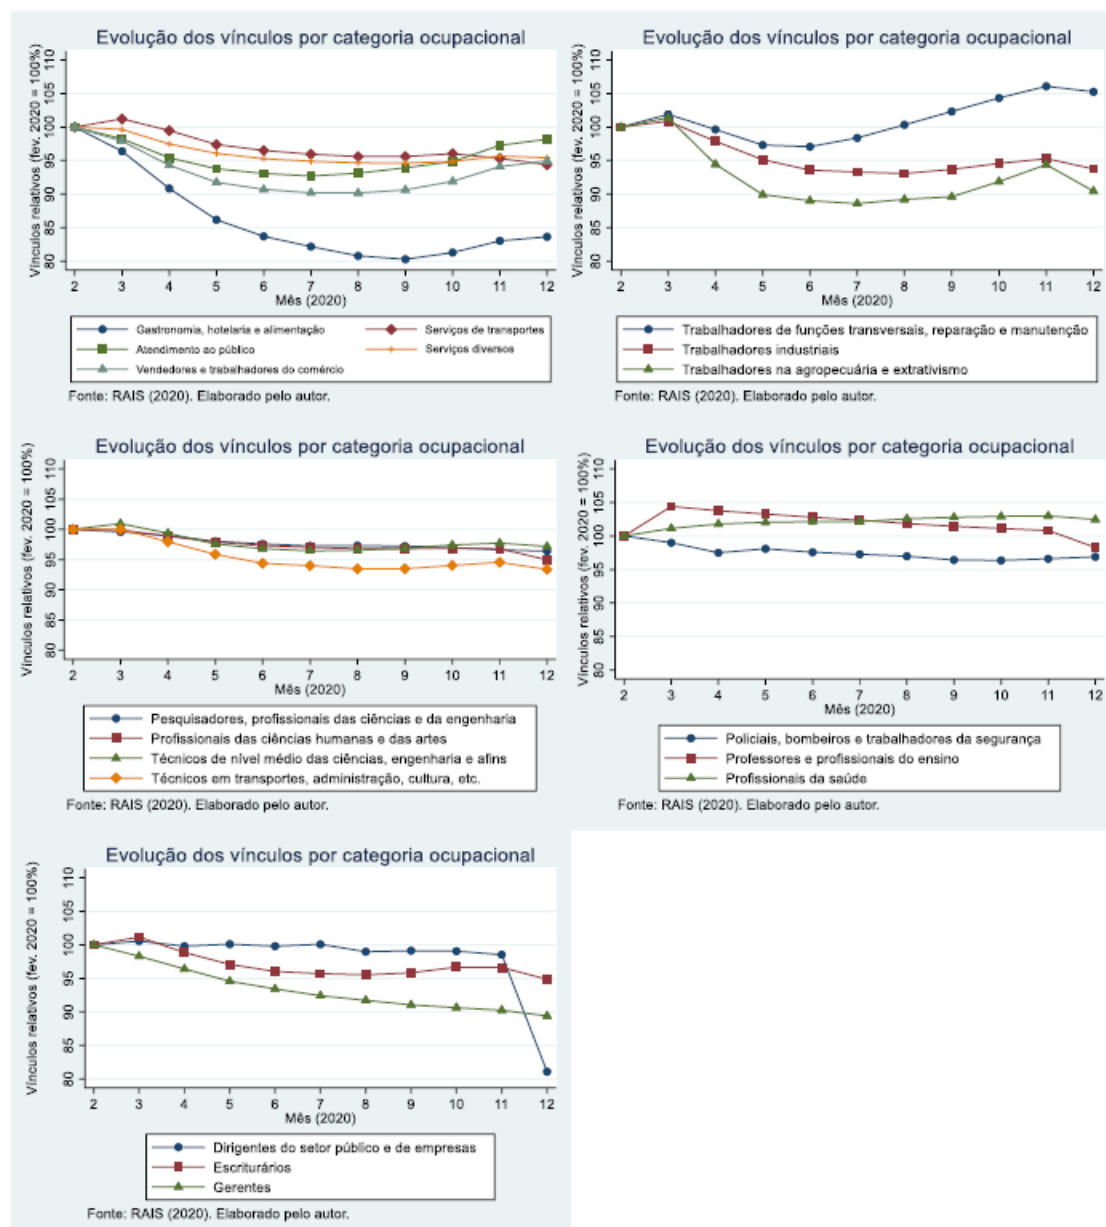 Evolução dos vínculos por categoria ocupacional
Vínculos relativos (fev. 2020 = 100%)
110
105
100
95
90
85
80
2 3 4 5 6 7 8 9 10 11 12
Mês (2020)
Gastronomia, hotelaria e alimentação
Serviços de transportes
Atendimento ao público
Serviços diversos
Vendedores e trabalhadores do comércio
Fonte: RAIS (2020). Elaborado pelo autor.
Evolução dos vínculos por categoria ocupacional
Vínculos relativos (fev. 2020 = 100%)
110
105
100
95
90
85
80
2 3 4 5 6 7 8 9 10 11 12
Mês (2020)
Trabalhadores de funções transversais, reparação e manutenção
Trabalhadores industriais
Trabalhadores na agropecuária e extrativismo
Fonte: RAIS (2020). Elaborado pelo autor.
Evolução dos vínculos por categoria ocupacional
Vínculos relativos (fev. 2020 = 100%)
110
105
100
95
90
85
80
2 3 4 5 6 7 8 9 10 11 12
Mês (2020)
Pesquisadores, profissionais das ciências e da engenharia
Profissionais das ciências humanas e das artes
Técnicos de nível médio das ciências, engenharia e afins
Técnicos em transportes, administração, cultura, etc.
Fonte: RAIS (2020). Elaborado pelo autor.
Evolução dos vínculos por categoria ocupacional
Vínculos relativos (fev. 2020 = 100%)
110
105
100
95
90
85
80
2 3 4 5 6 7 8 9 10 11 12
Mês (2020)
Policiais, bombeiros e trabalhadores da segurança
Professores e profissionais do ensino
Profissionais da saúde
Fonte: RAIS (2020). Elaborado pelo autor.
Evolução dos vínculos por categoria ocupacional
Vínculos relativos (fev. 2020 = 100%)
110
105
100
95
90
85
80
2 3 4 5 6 7 8 9 10 11 12
Mês (2020)
Dirigentes do setor público e de empresas
Escriturários
Gerentes
Fonte: RAIS (2020). Elaborado pelo autor.